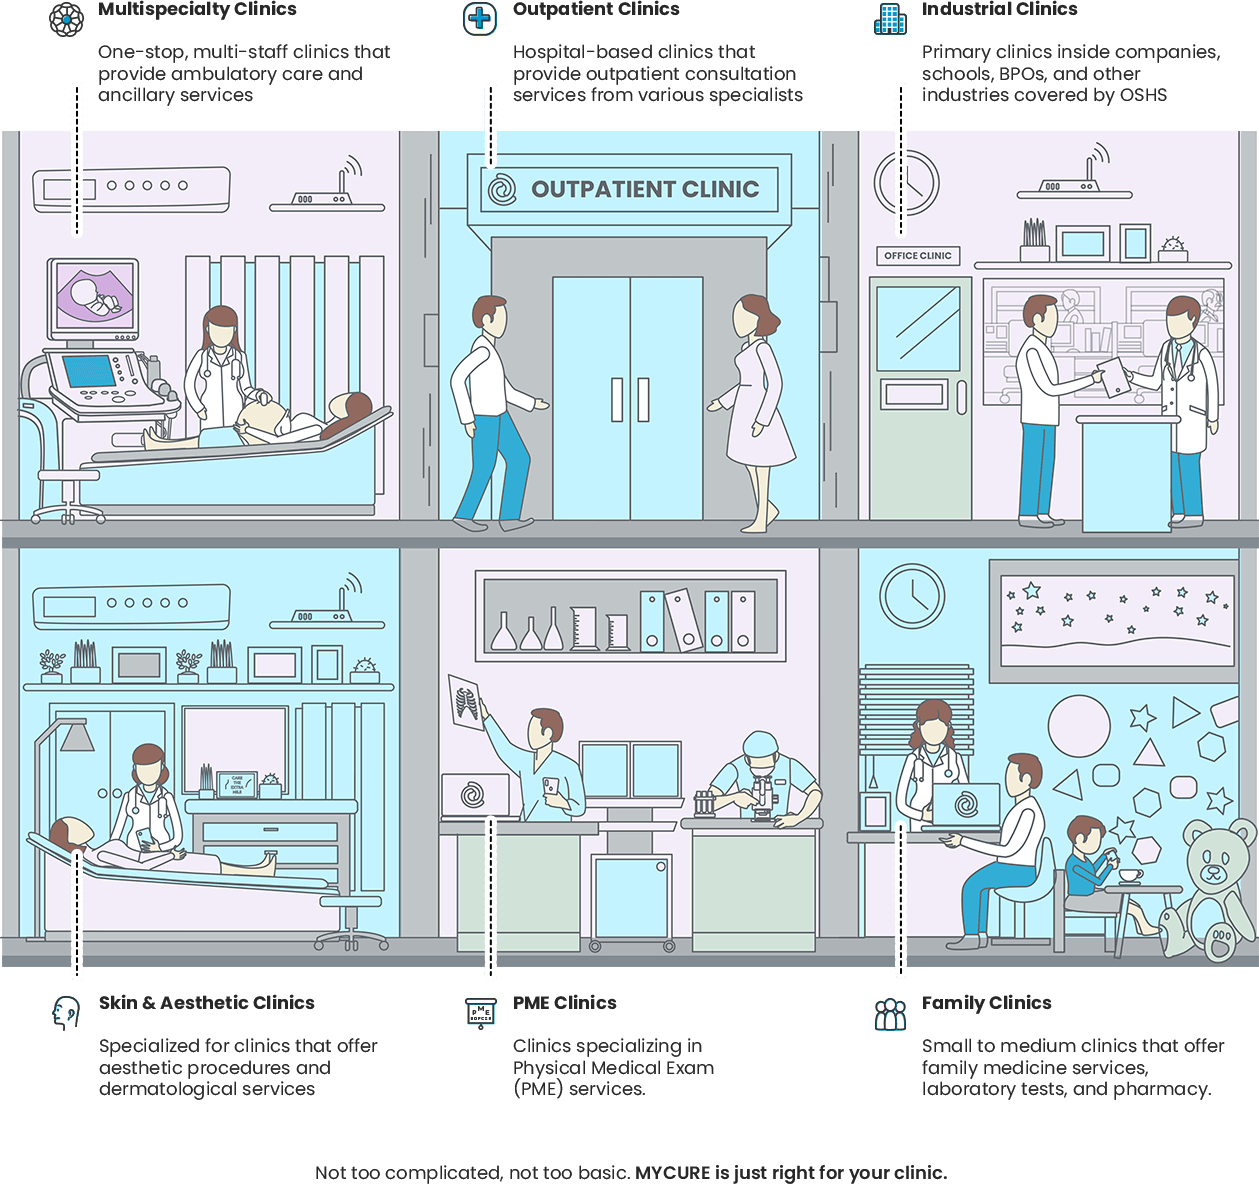 Multispecialty Clinics
One-stop, multi-staff clinics that
provide ambulatory care and
ancillary services
Outpatient Clinics
Hospital-based clinics that
provide outpatient consultation
services from various specialists
Industrial Clinics
Primary clinics inside companies,
schools, BPOs, and other
industries covered by OSHS
OUTPATIENT CLINIC
OFFICE CLINIC
CARE
THE
EXTRA
MILE
Skin & Aesthetic Clinics
Specialized for clinics that offer
aesthetic procedures and
dermatological services
PME
PME Clinics
Clinics specializing in
Physical Medical Exam
(PME) services.
Family Clinics
Small to medium clinics that offer
family medicine services,
laboratory tests, and pharmacy.
Not too complicated, not too basic. MYCURE is just right for your clinic.